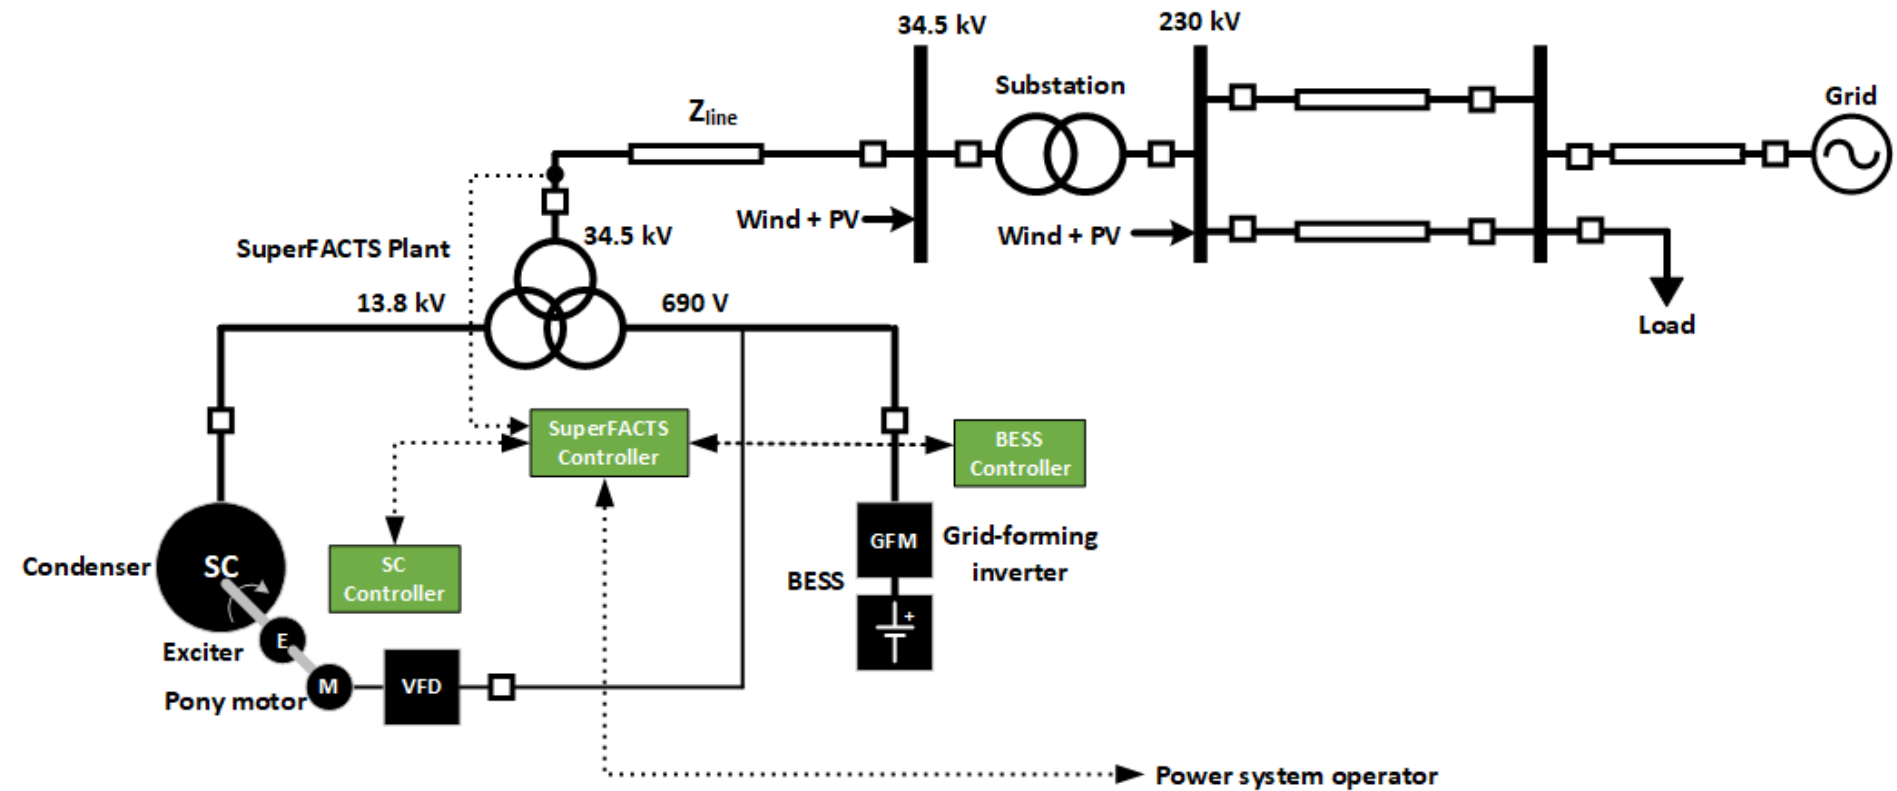 34.5 kV
230 kV
Substation
Grid
Zline
Wind + PV
Wind + PV
34.5 kV
SuperFACTS Plant
13.8 kV
690 V
Load
SuperFACTS
Controller
BESS
Controller
GFM
Grid-forming
inverter
Condenser
SC
SC
Controller
BESS
+
E
Exciter
M
VFD
Pony motor
Power system operator